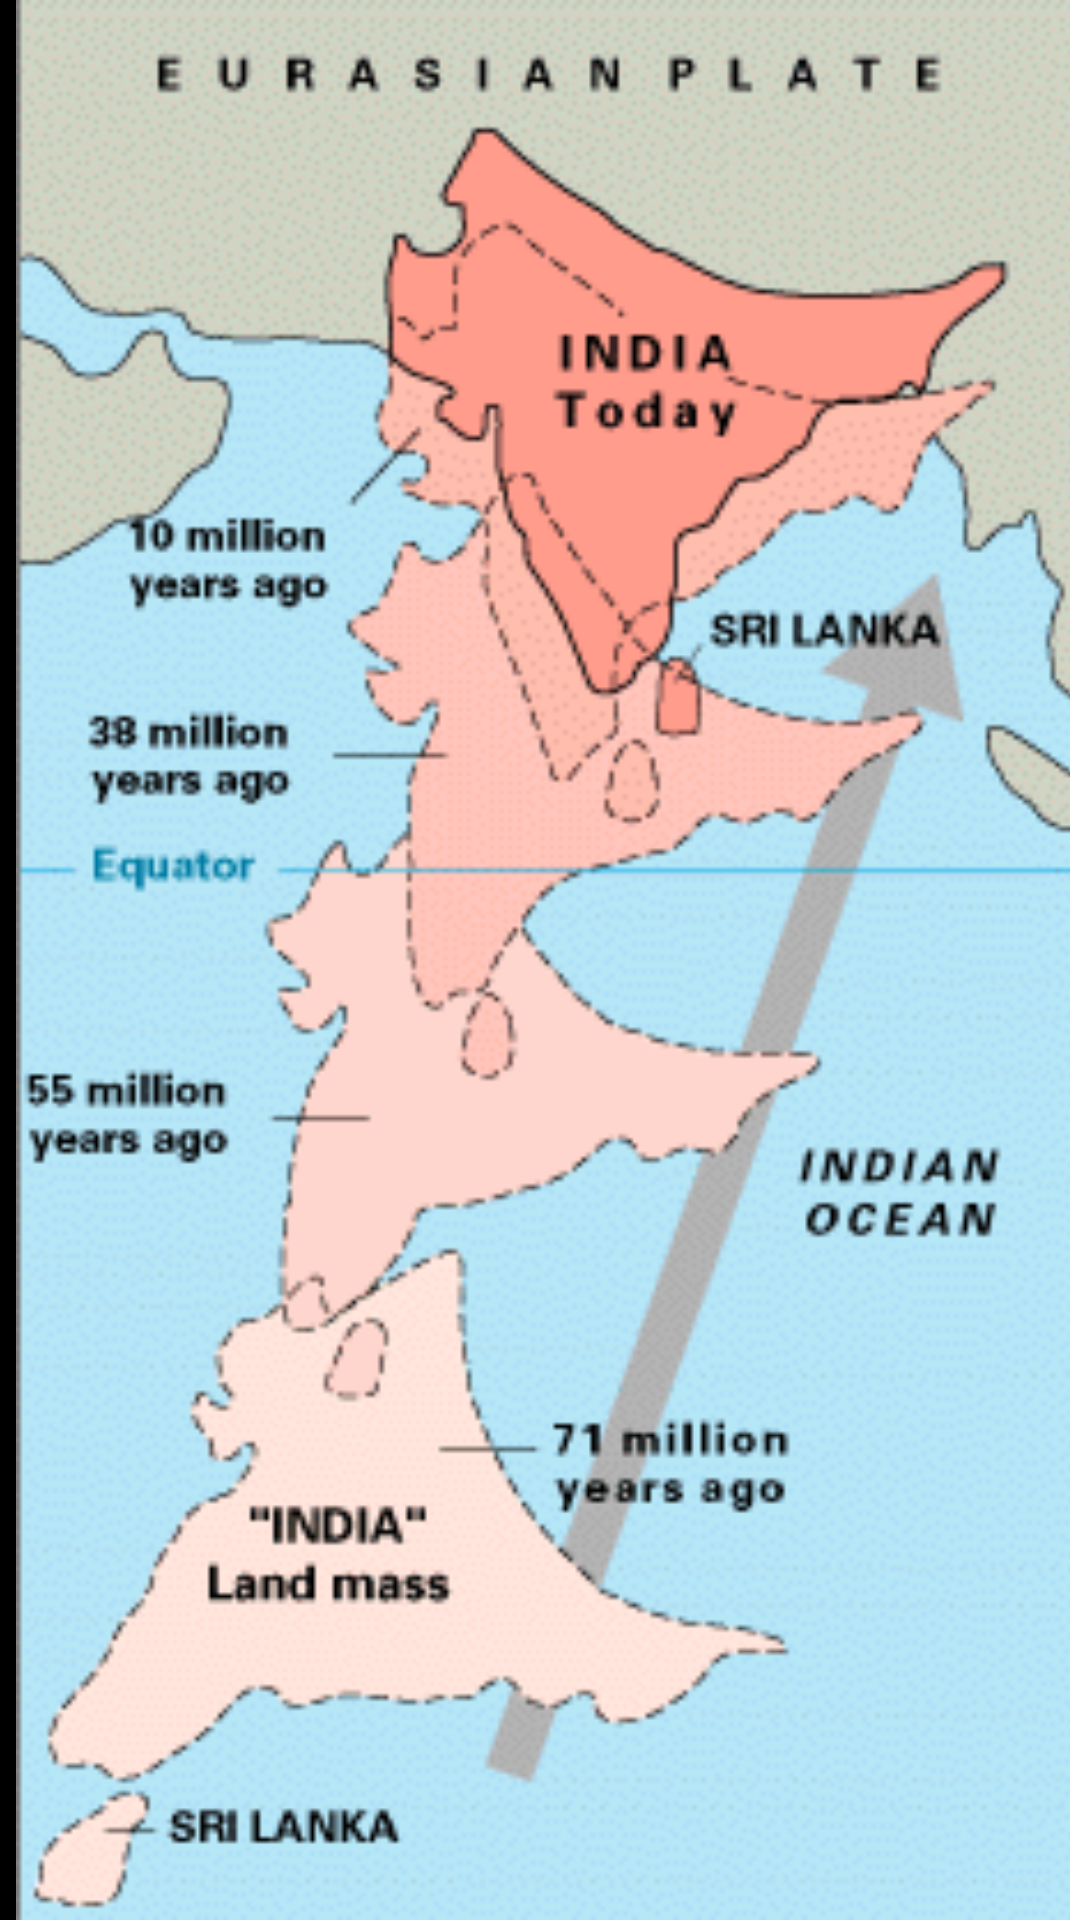 EURASIAN PLATE
INDIA
Today
10 million
years ago
SRI LANKA
38 million
years ago
Equator
55 million
years ago
INDIAN
OCEAN
71 million
years ago
"INDIA"
Land mass
SRI LANKA